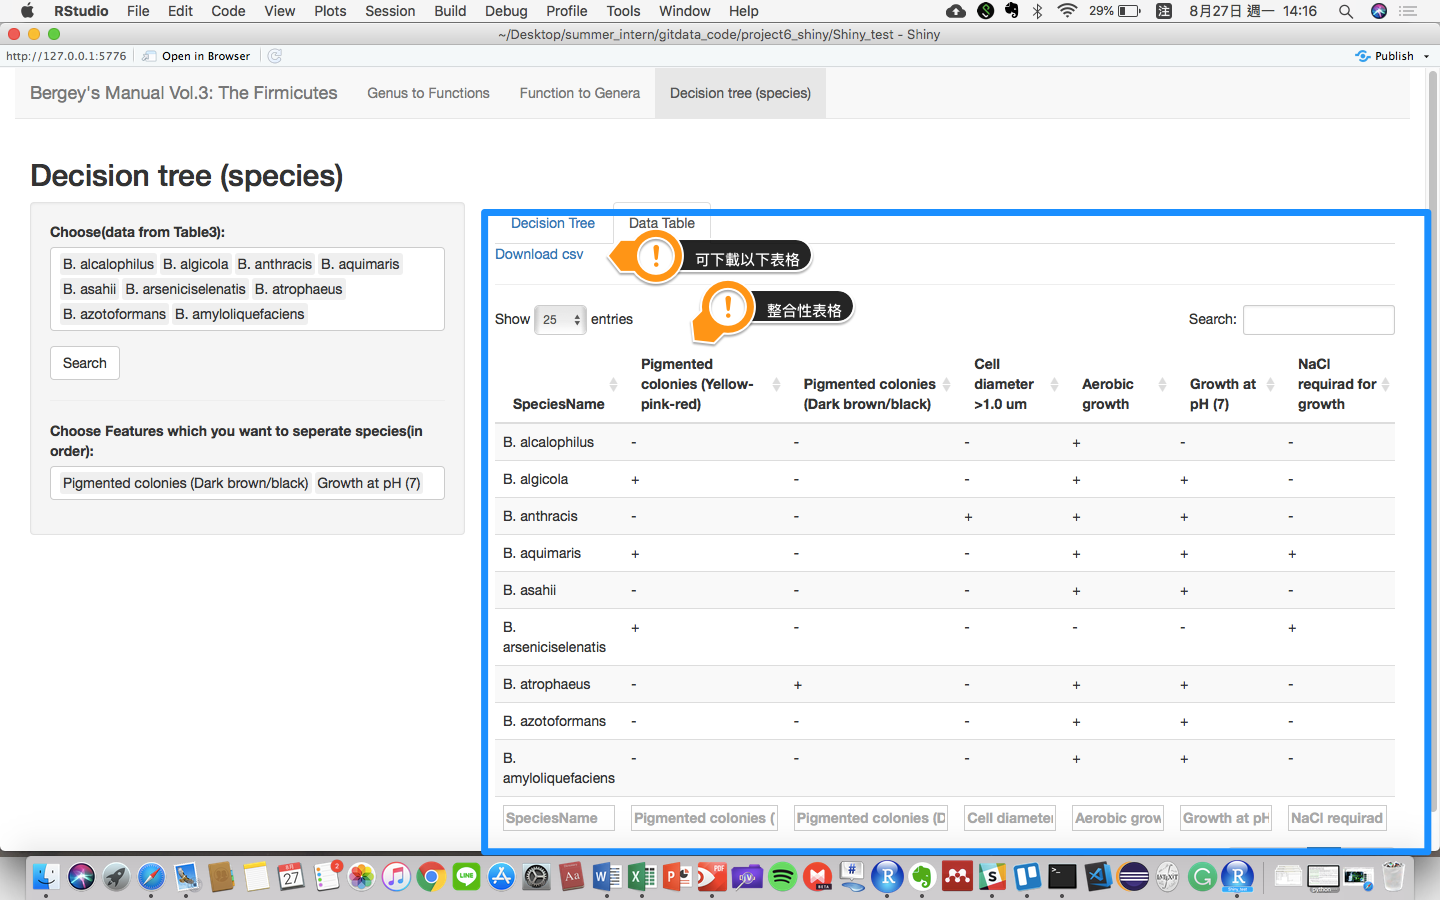 RStudio File Edit Code View Plots Session Build Debug Profile Tools Window Help 29% 注 8月27日 週一 14:16
~/Desktop/summer_intern/gitdata_code/project6_shiny/Shiny_test - Shiny
http://127.0.0.1:5776 Open in Browser Publish
Bergey's Manual Vol.3: The Firmicutes Genus to Functions Function to Genera Decision tree (species)
Decision tree (species)
Choose(data from Table3):
B. alcalophilus B. algicola B. anthracis B. aquimaris
B. asahii B. arseniciselenatis B. atrophaeus
B. azotoformans B. amyloliquefaciens
Search
Choose Features which you want to seperate species(in
order):
Pigmented colonies (Dark brown/black) Growth at pH (7)
Decision Tree Data Table
Download csv
! 可下載以下表格
! 整合性表格
Show 25 entries Search:
SpeciesName
Pigmented
colonies (Yellow-
pink-red)
Pigmented colonies
(Dark brown/black)
Cell
diameter
>1.0 um
Aerobic
growth
Growth at
pH (7)
NaCl
requirad for
growth
B. alcalophilus - - - + - -
B. algicola + - - + + -
B. anthracis - - + + + -
B. aquimaris + - - + + +
B. asahii - - - + + -
B. + - - - - +
arseniciselenatis
B. atrophaeus - + - + + -
B. azotoformans - - - + + -
B. - - - + + -
amyloliquefaciens
SpeciesName Pigmented colonies ( Pigmented colonies (D Cell diameter Aerobic grow Growth at pH NaCl requirad